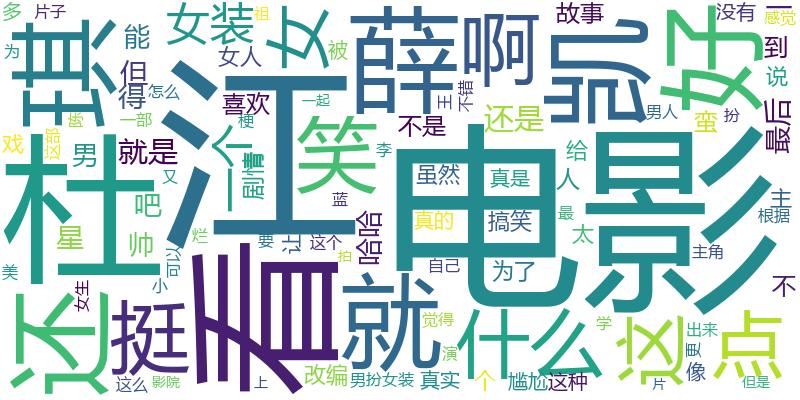 多
片子
为
琪
能
但
得
怎么
一部
戏
这部
男
就是
又
杜
吧
星
帅
美
可以
小
女生
还
挺
这么
影院
女装
女
祖
女人
被
喜欢
一个
剧情
梗
一起
江
笑
李
蓝
哈哈
烂
要
让
这个
拍
看
上
改编
男扮女装
薛
啊
王
不错
不是
还是
虽然
真是
真的
搞笑
最
电
影
自己
为了
就
觉得
演
真实
个
什么
尴尬
这种
学
故事
凯
好
没有
感觉
到
说
男人
蛮
扮
最后
给
人
太
主
根据
主角
不
这
点
出来
更
像
片
但是